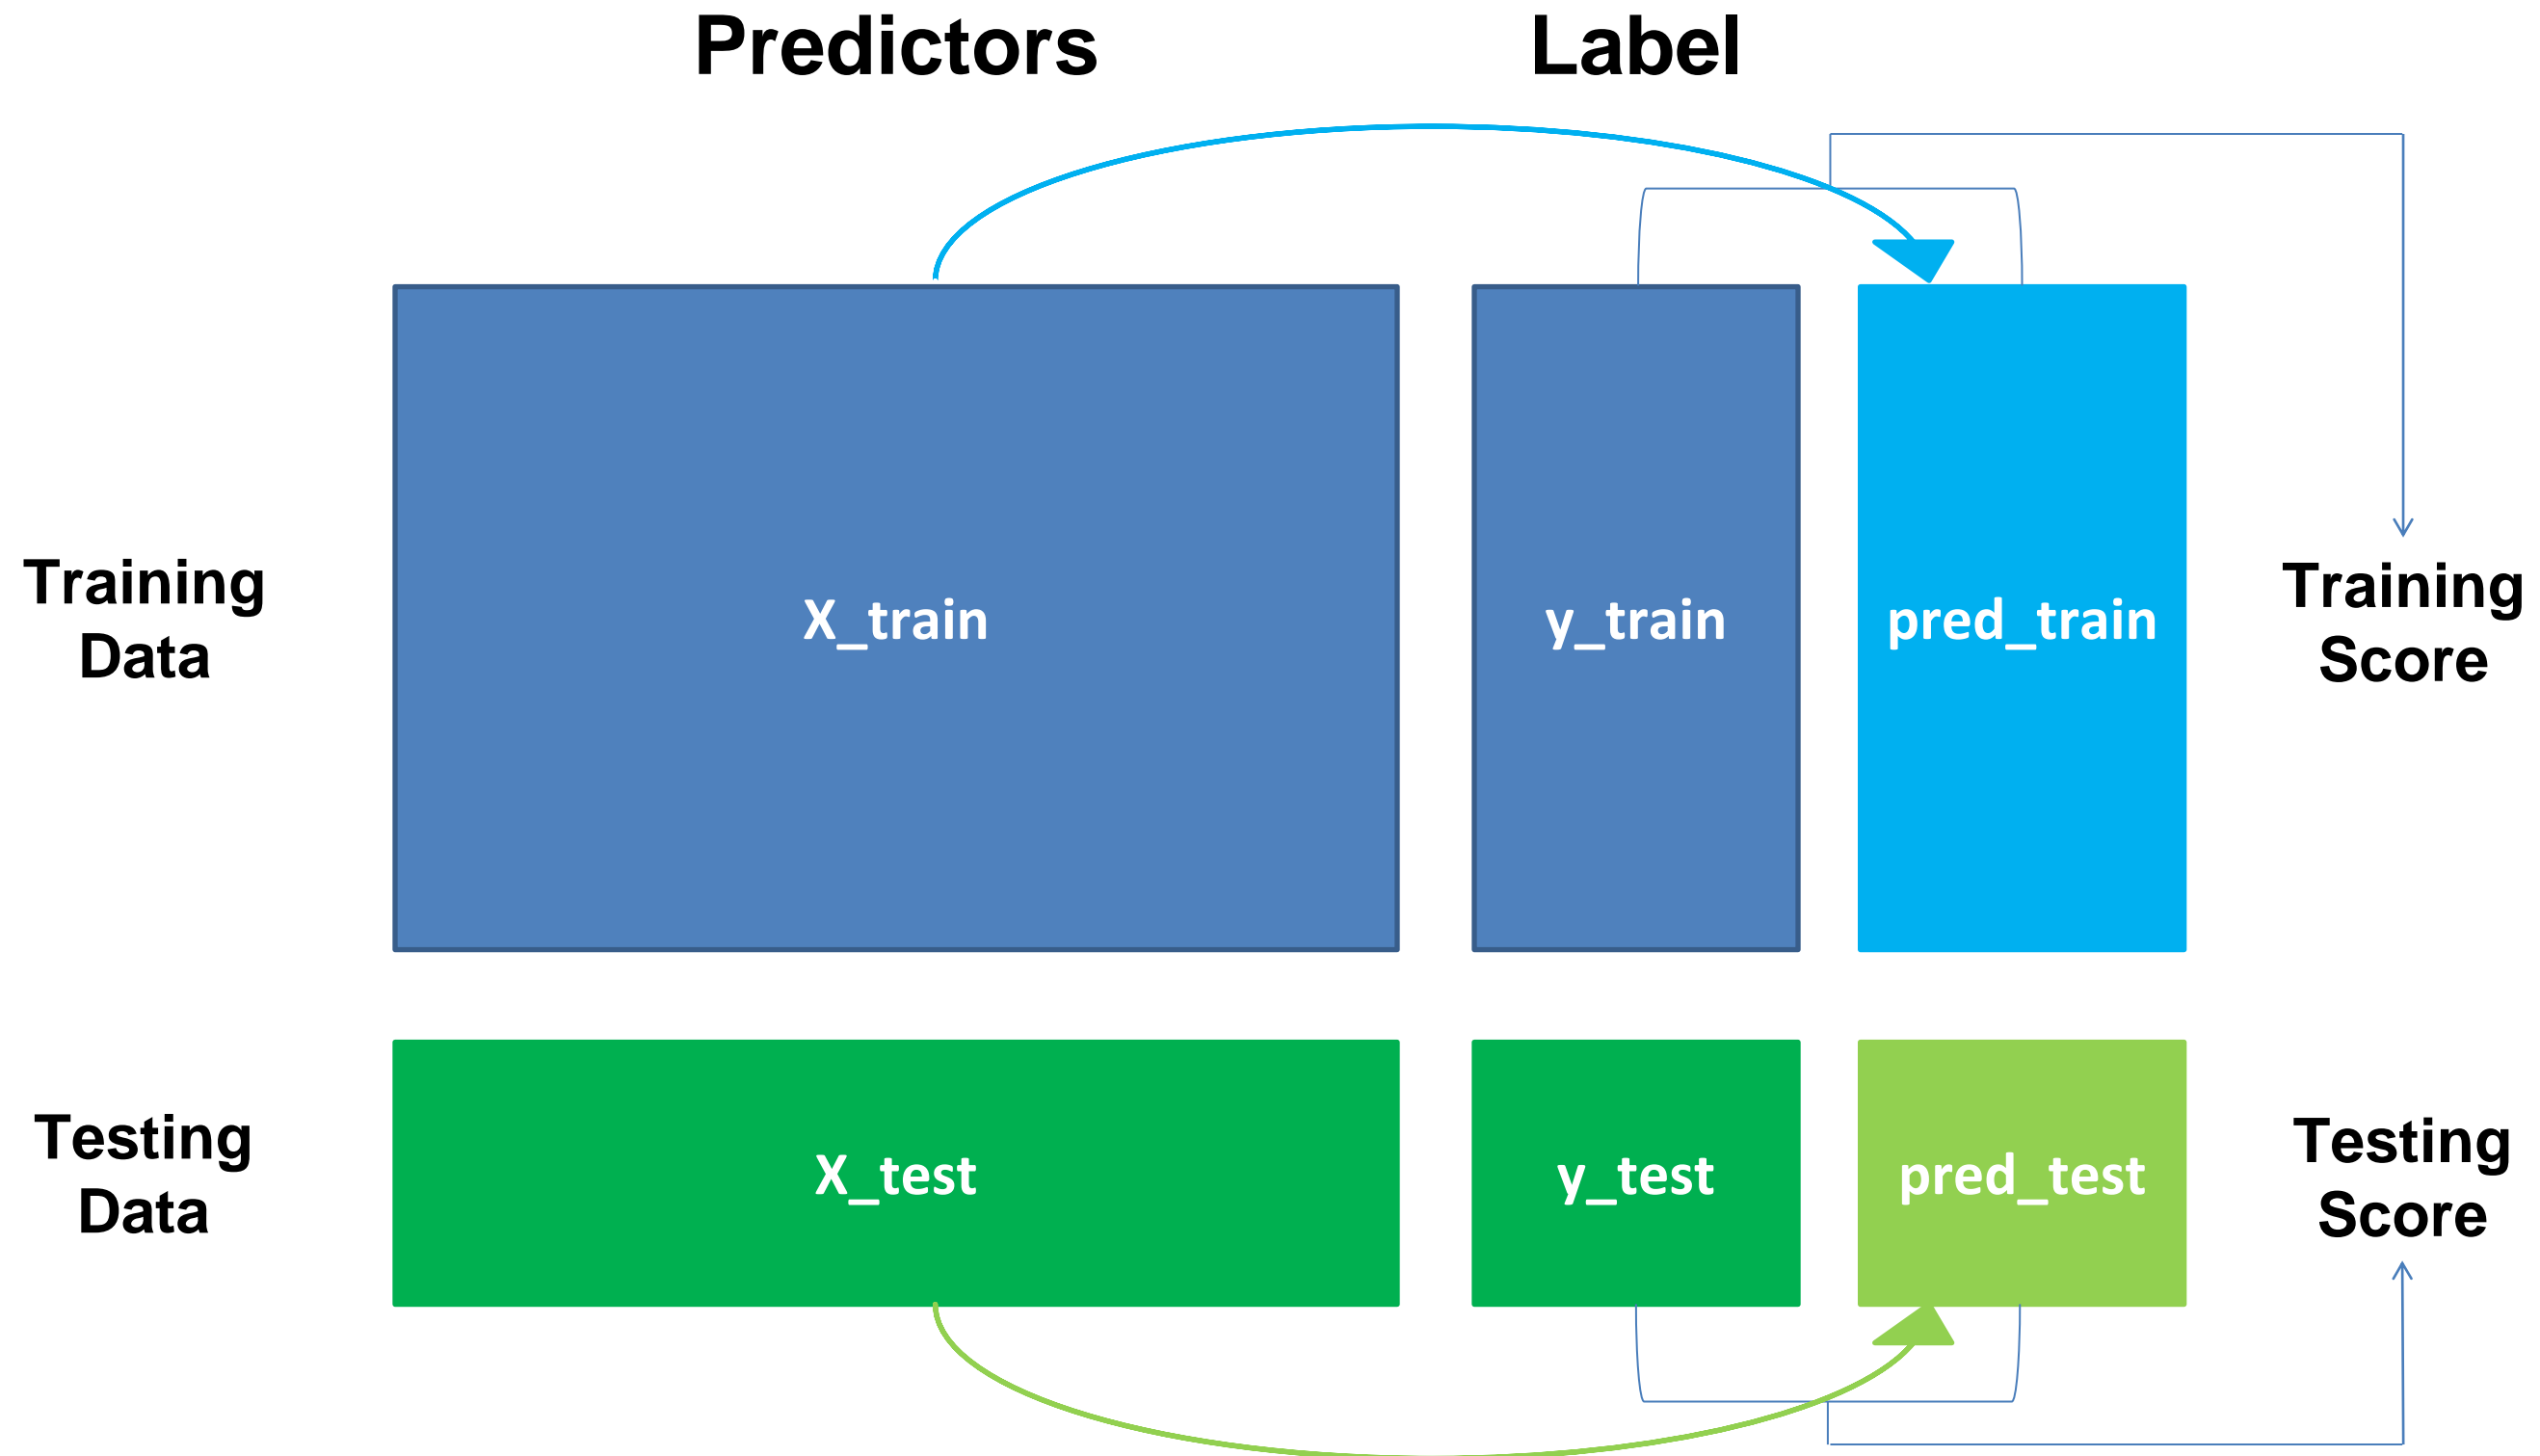 Predictors
Label
Training
Data
X_train
y_train
pred_train
Training
Score
Testing
Data
X_test
y_test
pred_test
Testing
Score